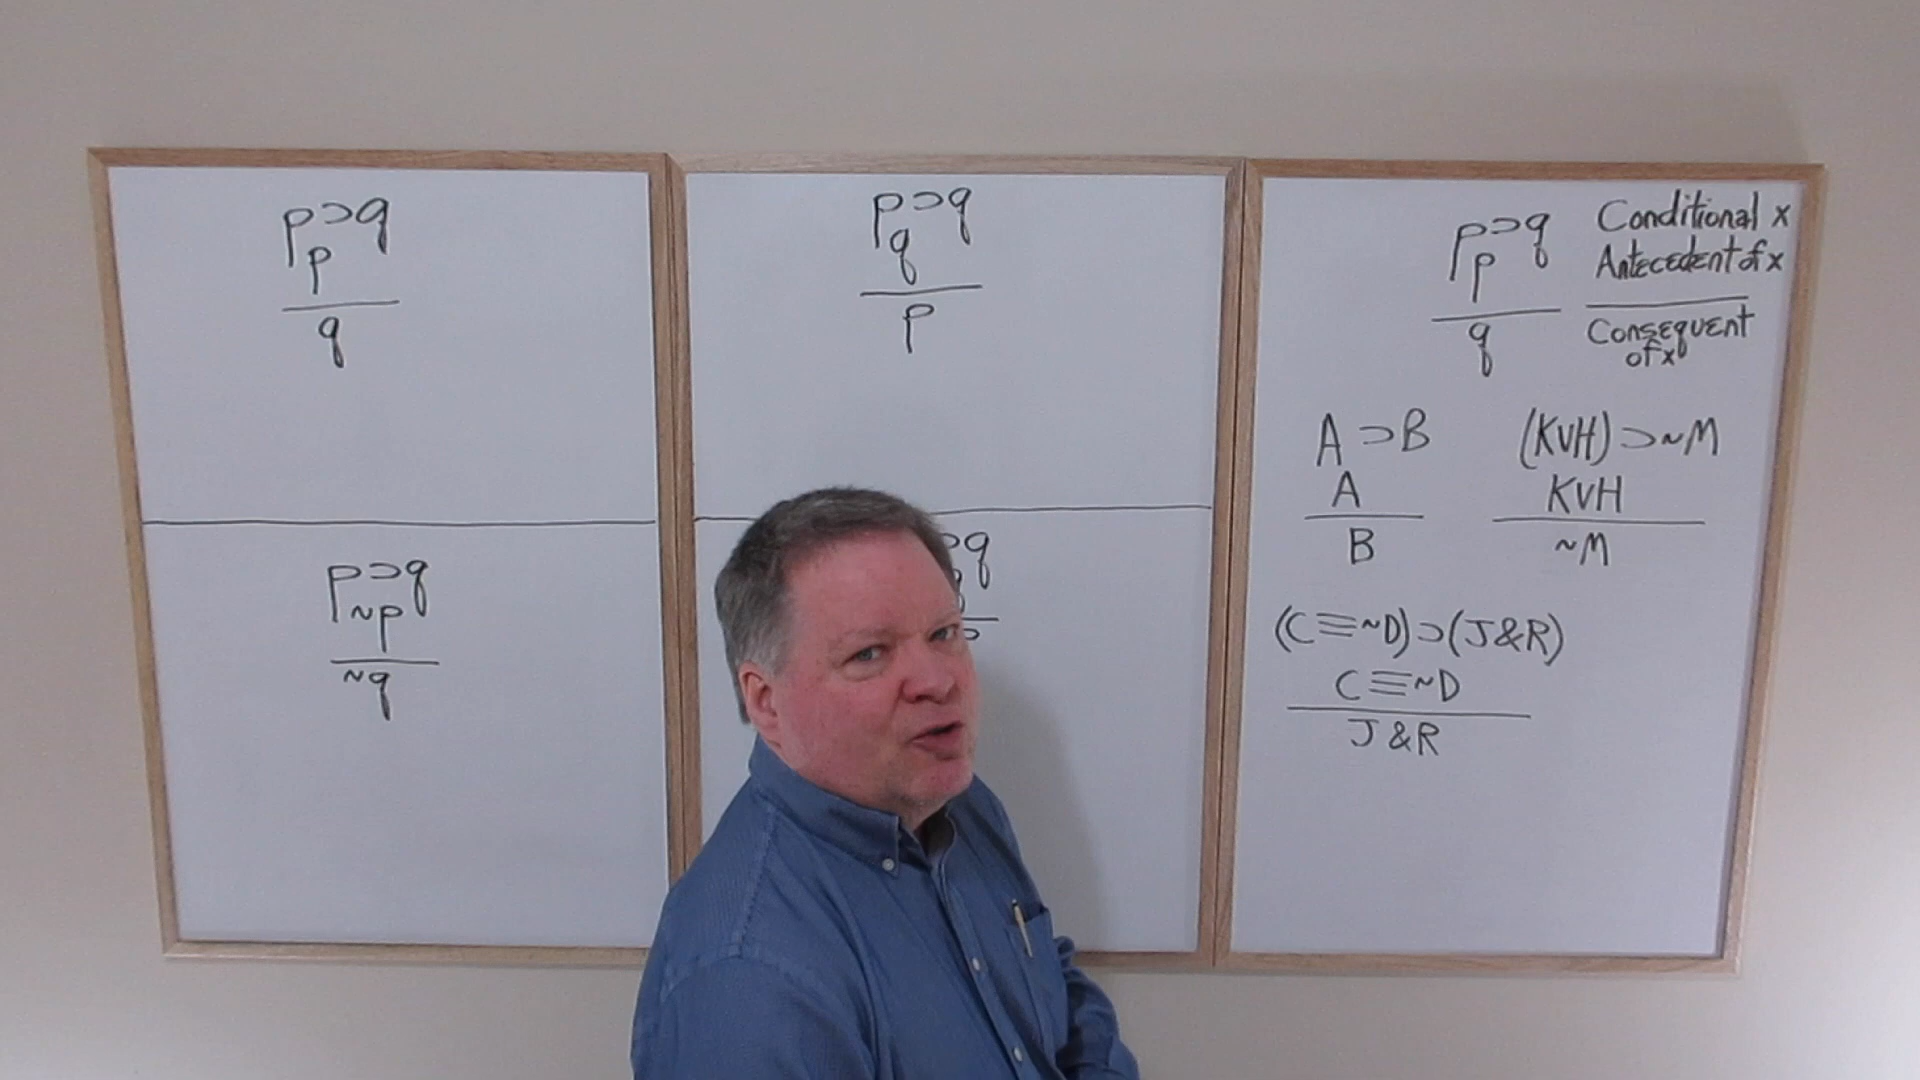 p⊃q
p
q
p⊃q
~p
~q
p⊃q
q
p
⊃q
p⊃q
p
q
Conditional x
Antecedent of x
Consequent
of x
A⊃B
A
B
(KvH)⊃~M
KvH
~M
(C≡~D)⊃(J&R)
C≡~D
J&R